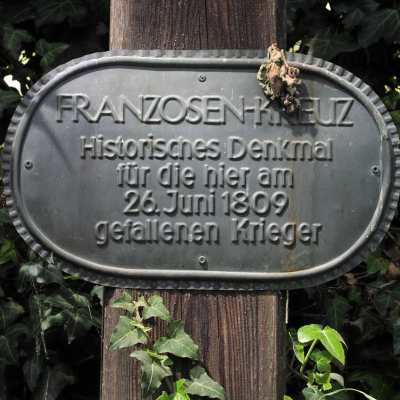 FRANZOSEN-KREUZ
Historisches Denkmal
für die hier am
26. Juni 1809
gefallenen Krieger